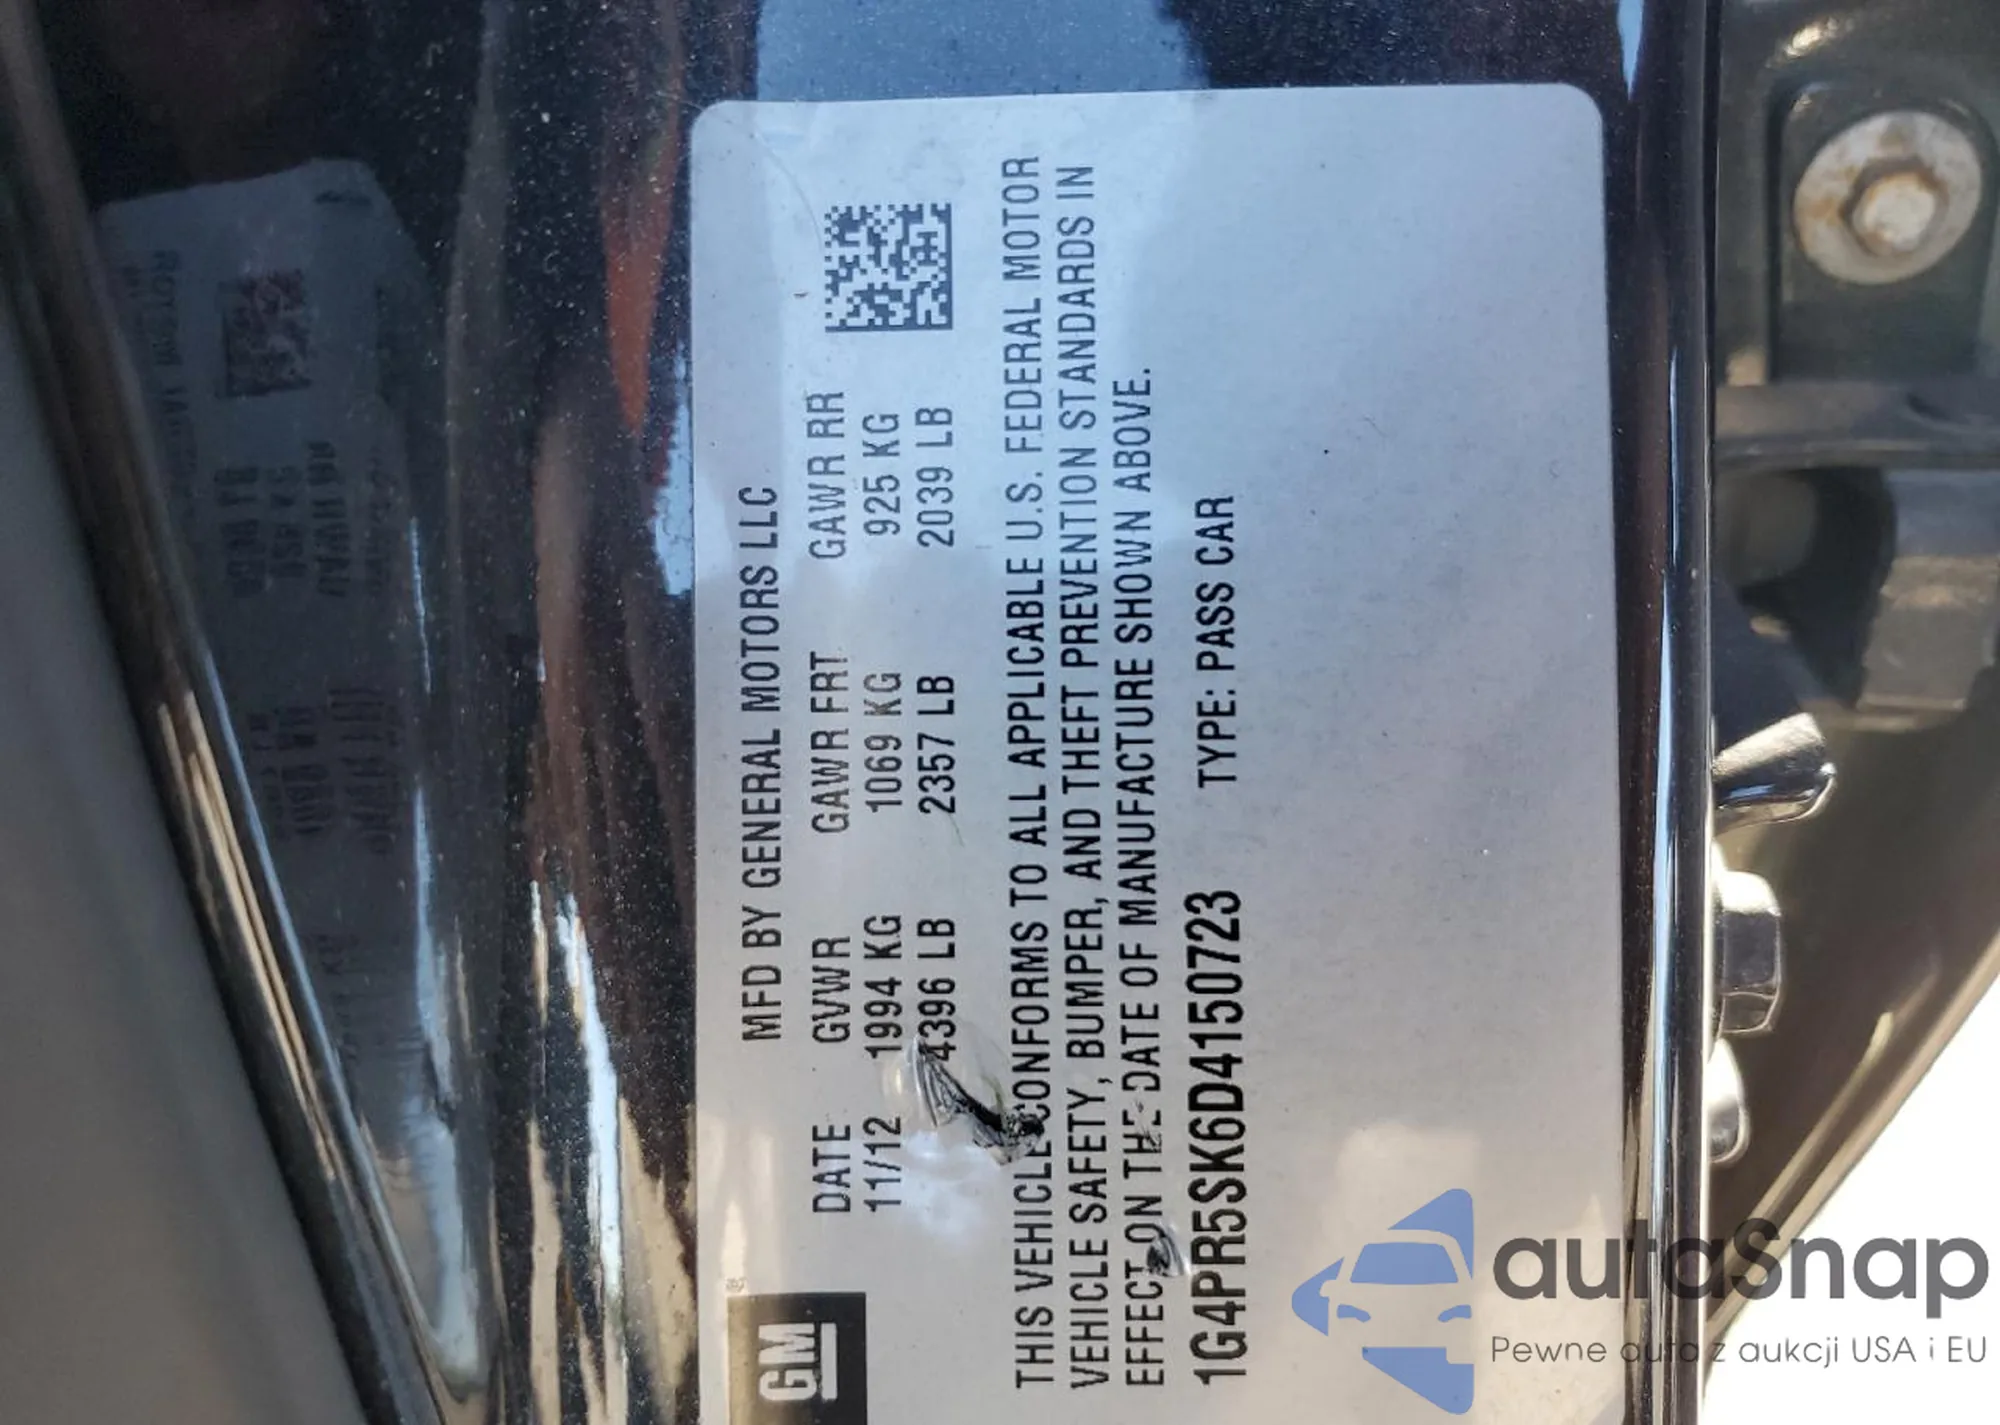 GM
MFD BY GENERAL MOTORS LLC
DATE GVWR GAWR FRT GAWR RR
11/12 1994 KG 1069 KG 925 KG
4396 LB 2357 LB 2039 LB
THIS VEHICLE CONFORMS TO ALL APPLICABLE U.S. FEDERAL MOTOR
VEHICLE SAFETY, BUMPER, AND THEFT PREVENTION STANDARDS IN
EFFECT ON THE DATE OF MANUFACTURE SHOWN ABOVE.
1G4PR5SK6D4150723 TYPE: PASS CAR
autaSnap
Pewne auta z aukcji USA i EU